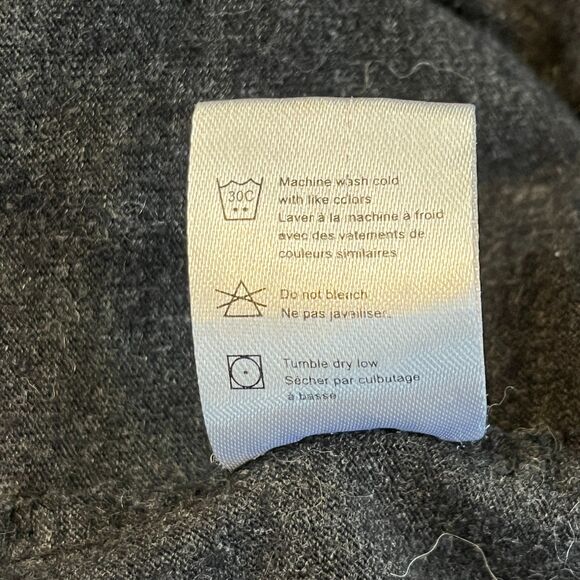 30C
Machine wash cold
with like colors
Laver à la machine à froid
avec des vatements de
couleurs similaires
Do not bleach
Ne pas javailiser.
Tumble dry low
Sécher par culbutage
à basse